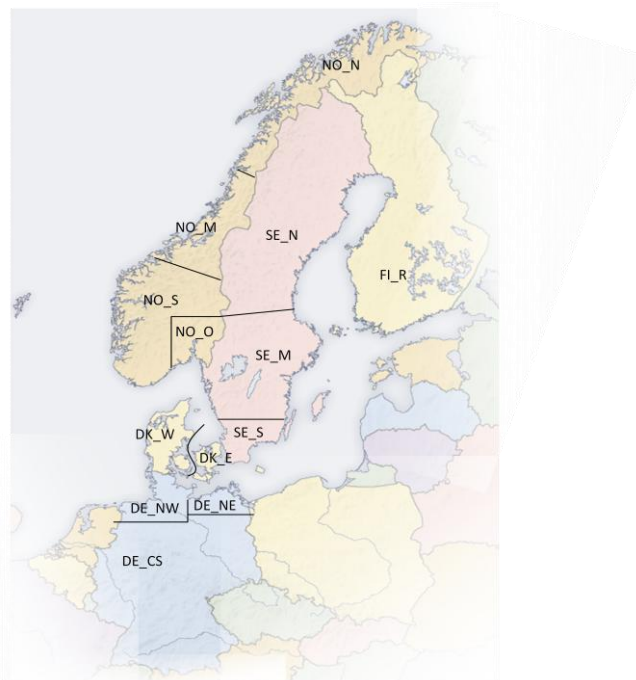 NO_N
NO_M
SE_N
FI_R
NO_S
NO_O
SE_M
DK_W
SE_S
DK_E
DE_NW
DE_NE
DE_CS